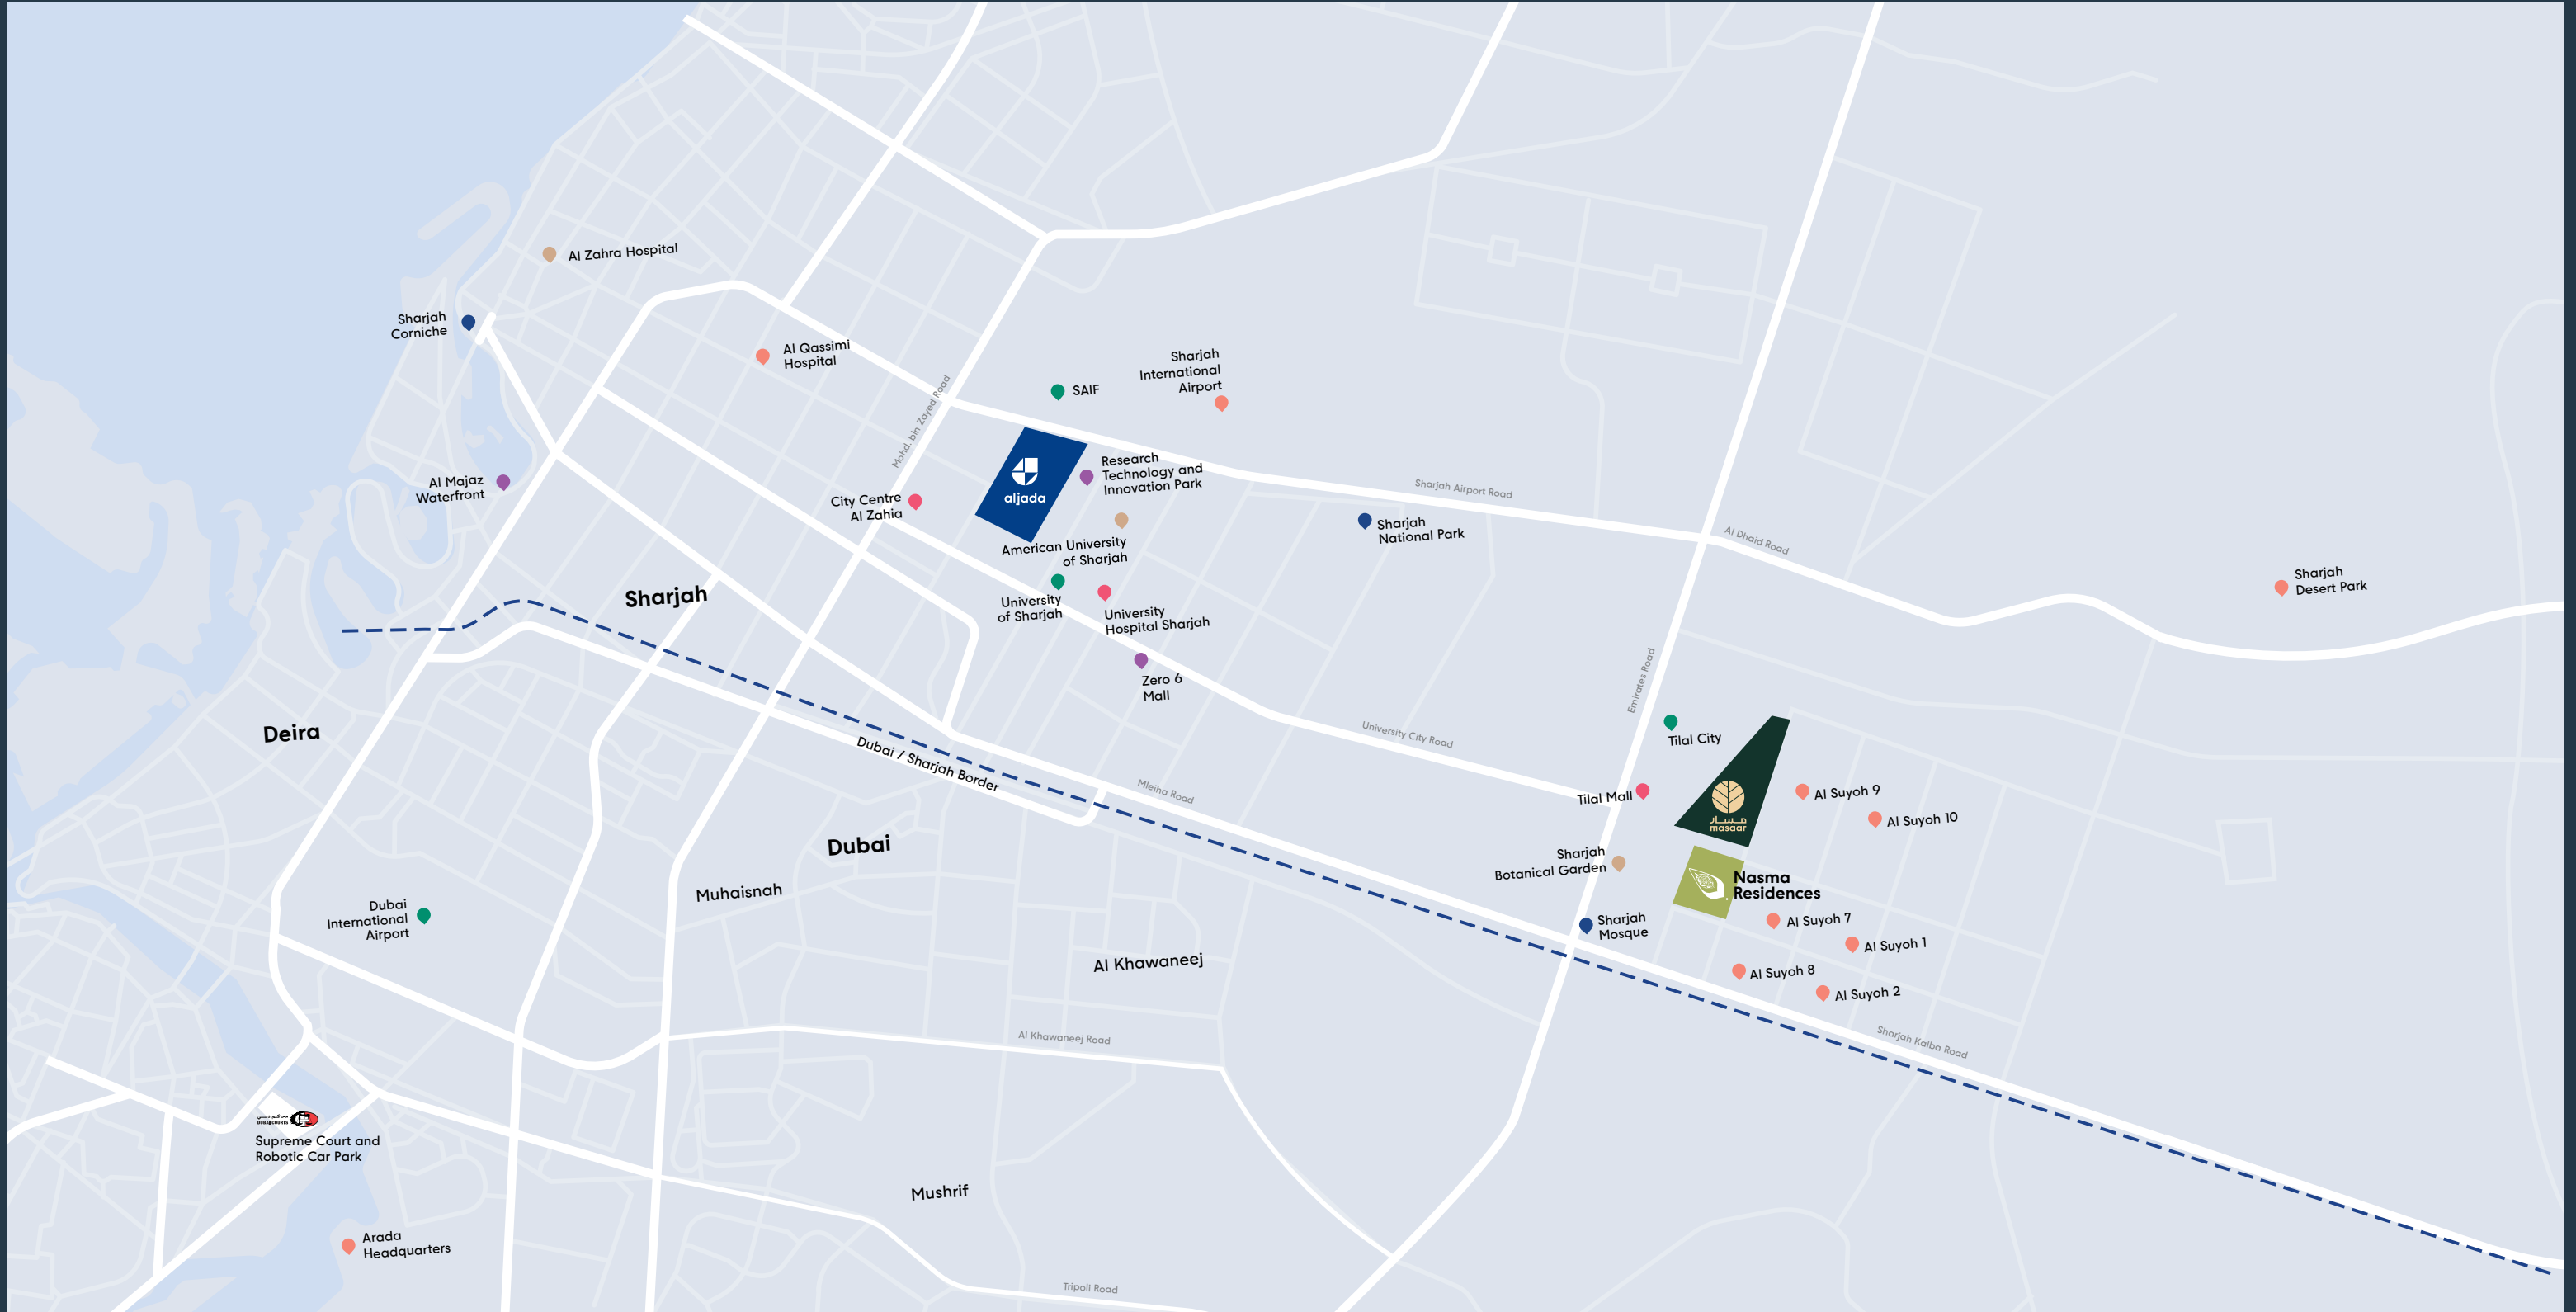 Al Zahra Hospital
Sharjah
Corniche
Al Qassimi
Hospital
Mohd. bin Zayed Road
SAIF
Sharjah
International
Airport
Al Majaz
Waterfront
City Centre
Al Zahia
aljada
Research
Technology and
Innovation Park
Sharjah Airport Road
Sharjah
National Park
Al Dhaid Road
American University
of Sharjah
University
of Sharjah
University
Hospital Sharjah
Sharjah
Desert Park
Sharjah
Zero 6
Mall
Emirates Road
Deira
University City Road
Tilal City
Dubai / Sharjah Border
Mleiha Road
Tilal Mall
مسار
masaar
Al Suyoh 9
Al Suyoh 10
Dubai
Muhaisnah
Sharjah
Botanical Garden
Nasma
Residences
Dubai
International
Airport
Sharjah
Mosque
Al Suyoh 7
Al Suyoh 1
Al Khawaneej
Al Suyoh 8
Al Suyoh 2
Al Khawaneej Road
Sharjah Kalba Road
DUBAI COURTS
Supreme Court and
Robotic Car Park
Mushrif
Arada
Headquarters
Tripoli Road